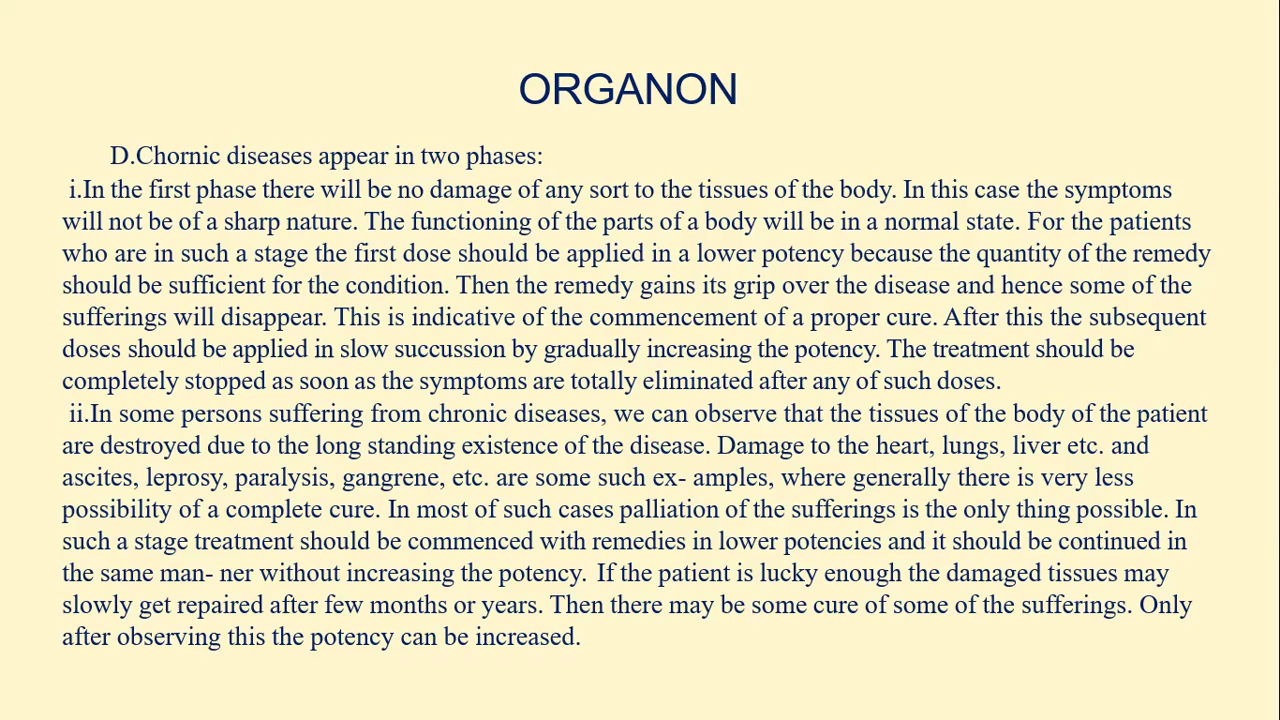 ORGANON
D.Chornic diseases appear in two phases:
i.In the first phase there will be no damage of any sort to the tissues of the body. In this case the symptoms
will not be of a sharp nature. The functioning of the parts of a body will be in a normal state. For the patients
who are in such a stage the first dose should be applied in a lower potency because the quantity of the remedy
should be sufficient for the condition. Then the remedy gains its grip over the disease and hence some of the
sufferings will disappear. This is indicative of the commencement of a proper cure. After this the subsequent
doses should be applied in slow succussion by gradually increasing the potency. The treatment should be
completely stopped as soon as the symptoms are totally eliminated after any of such doses.
ii.In some persons suffering from chronic diseases, we can observe that the tissues of the body of the patient
are destroyed due to the long standing existence of the disease. Damage to the heart, lungs, liver etc. and
ascites, leprosy, paralysis, gangrene, etc. are some such ex- amples, where generally there is very less
possibility of a complete cure. In most of such cases palliation of the sufferings is the only thing possible. In
such a stage treatment should be commenced with remedies in lower potencies and it should be continued in
the same man- ner without increasing the potency. If the patient is lucky enough the damaged tissues may
slowly get repaired after few months or years. Then there may be some cure of some of the sufferings. Only
after observing this the potency can be increased.